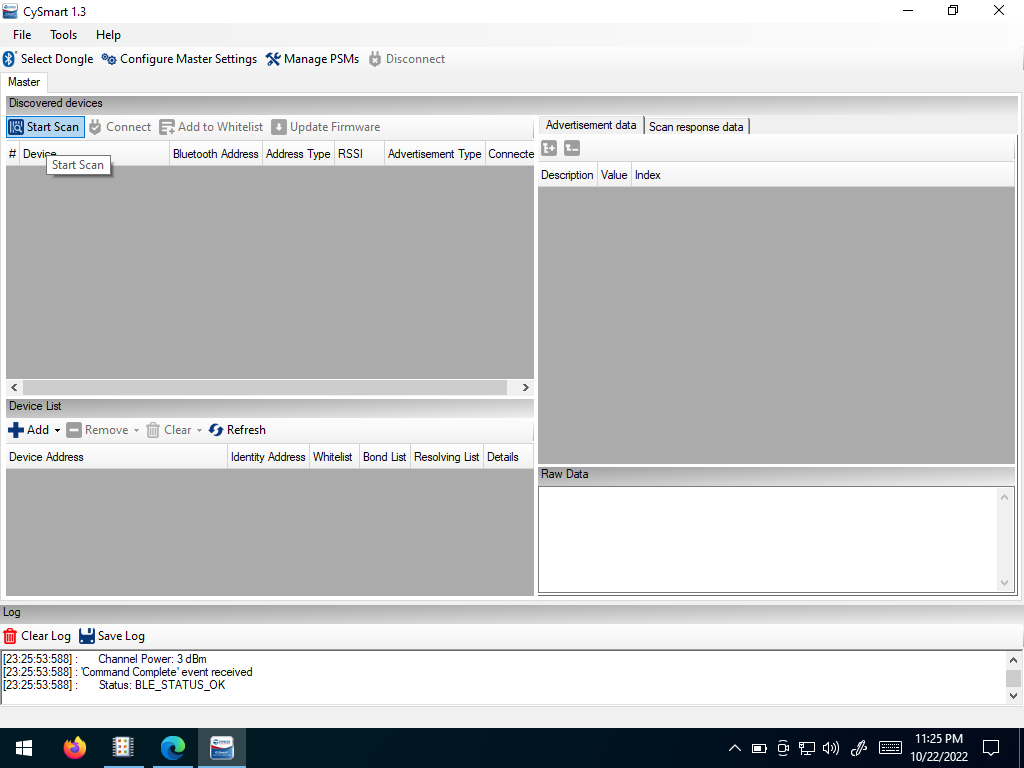 CySmart 1.3
File Tools Help
Select Dongle Configure Master Settings Manage PSMs Disconnect
Master
Discovered devices
Start Scan Connect Add to Whitelist Update Firmware
# Device Bluetooth Address Address Type RSSI Advertisement Type Connecte
Start Scan
Advertisement data Scan response data
Description Value Index
Device List
Add Remove Clear Refresh
Device Address Identity Address Whitelist Bond List Resolving List Details
Raw Data
Log
Clear Log Save Log
[23:25:53:588] : Channel Power: 3 dBm
[23:25:53:588] : 'Command Complete' event received
[23:25:53:588] : Status: BLE_STATUS_OK
11:25 PM
10/22/2022